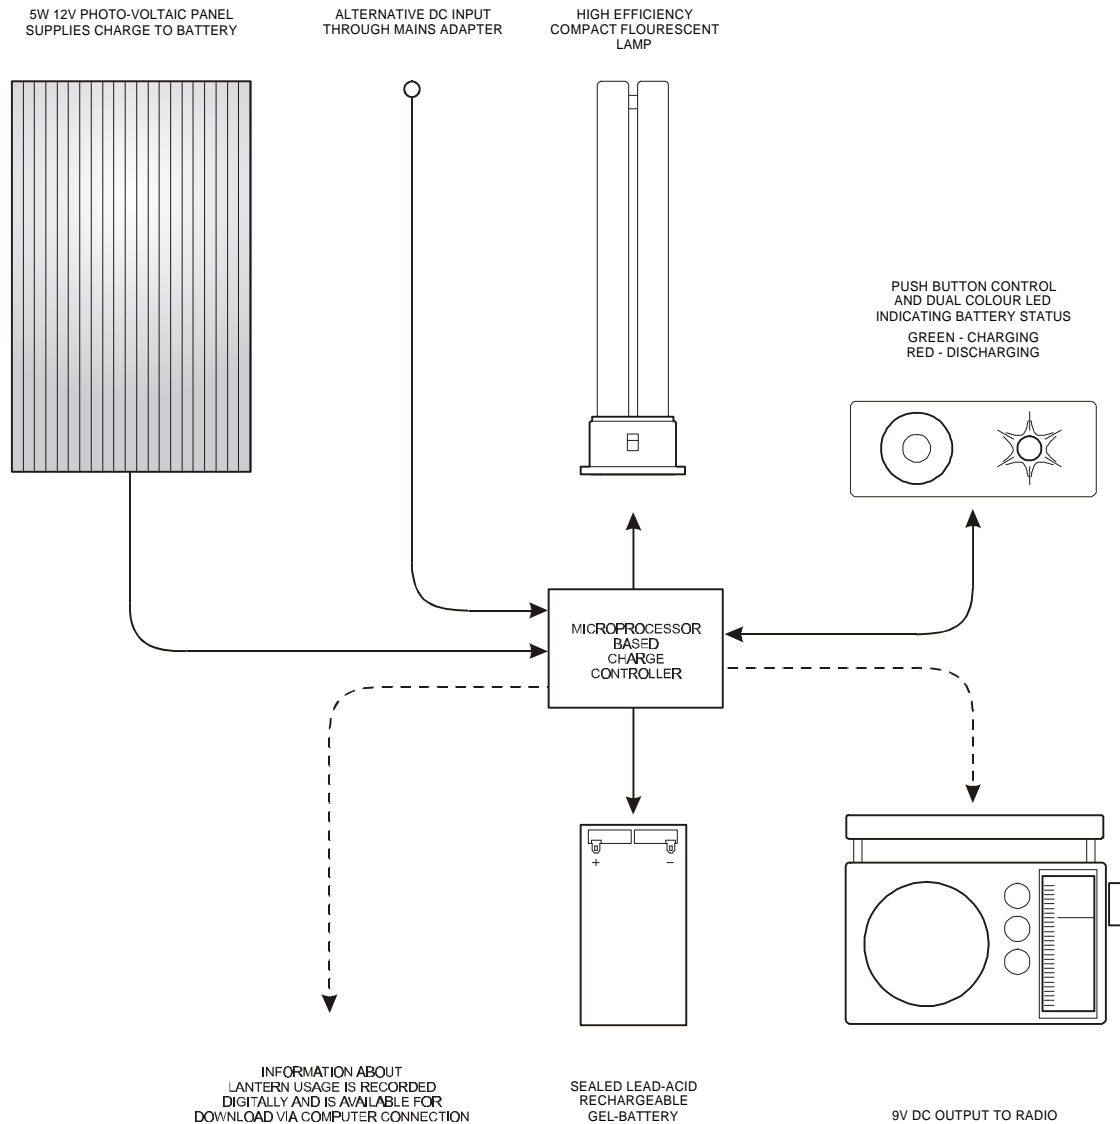 5W 12V PHOTO-VOLTAIC PANEL
SUPPLIES CHARGE TO BATTERY
ALTERNATIVE DC INPUT
THROUGH MAINS ADAPTER
HIGH EFFICIENCY
COMPACT FLOURESCENT
LAMP
PUSH BUTTON CONTROL
AND DUAL COLOUR LED
INDICATING BATTERY STATUS
GREEN - CHARGING
RED - DISCHARGING
MICROPROCESSOR
BASED
CHARGE
CONTROLLER
+ −
INFORMATION ABOUT
LANTERN USAGE IS RECORDED
DIGITALLY AND IS AVAILABLE FOR
DOWNLOAD VIA COMPUTER CONNECTION
SEALED LEAD-ACID
RECHARGEABLE
GEL-BATTERY
9V DC OUTPUT TO RADIO